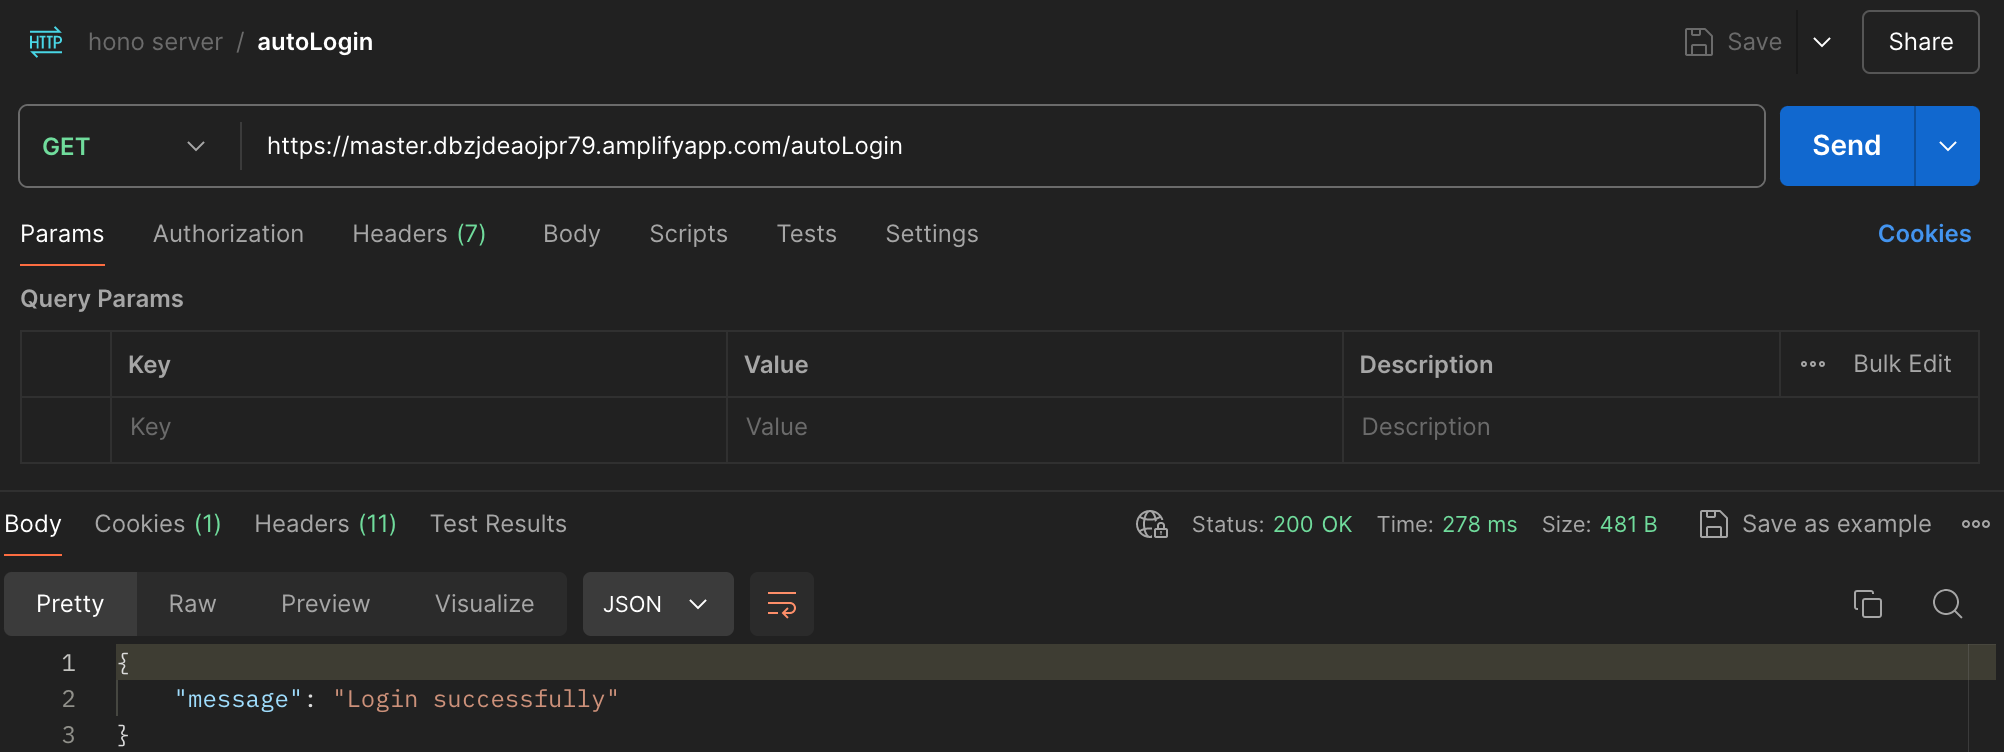 HTTP hono server / autoLogin Save Share
GET https://master.dbzjdeaojpr79.amplifyapp.com/autoLogin Send
Params Authorization Headers (7) Body Scripts Tests Settings Cookies
Query Params
Key Value Description Bulk Edit
Key Value Description
Body Cookies (1) Headers (11) Test Results Status: 200 OK Time: 278 ms Size: 481 B Save as example
Pretty Raw Preview Visualize JSON
1 {
2 "message": "Login successfully"
3 }